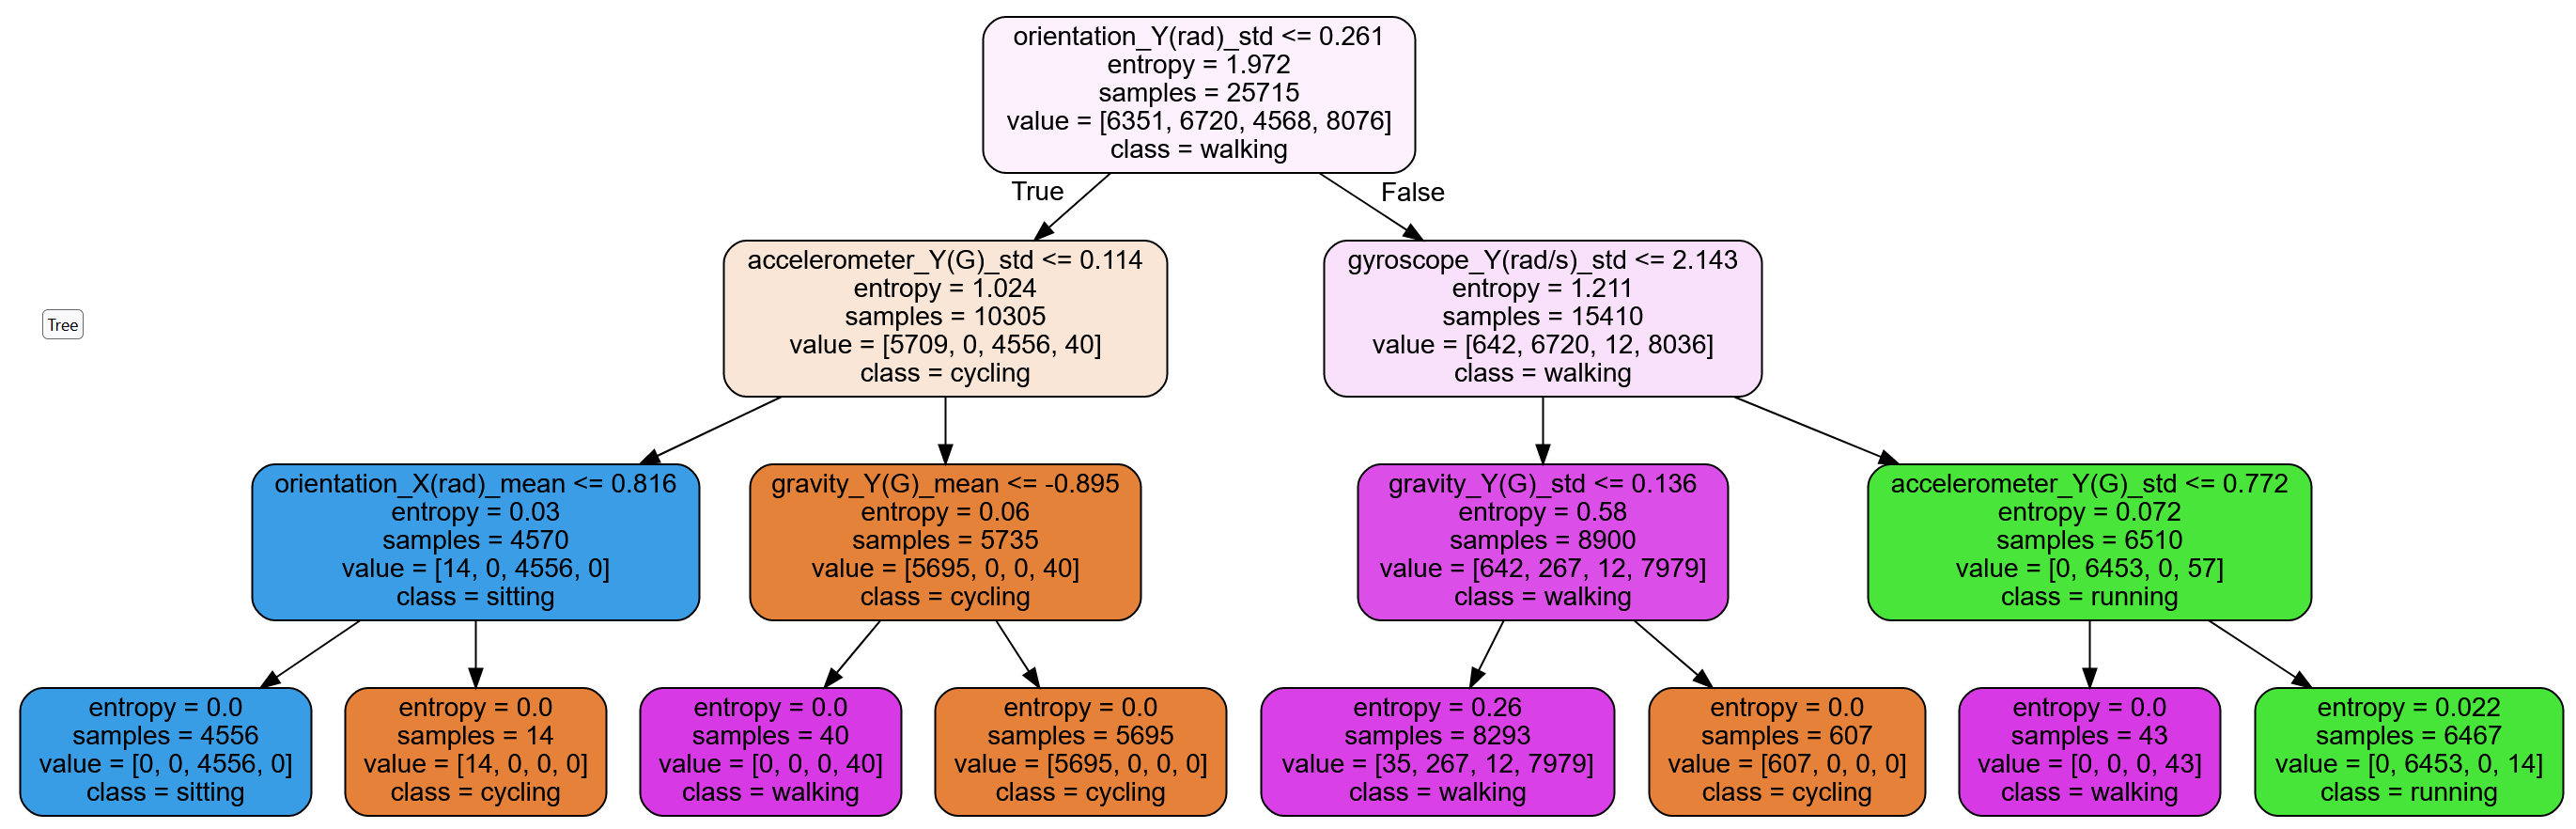 orientation_Y(rad)_std <= 0.261
entropy = 1.972
samples = 25715
value = [6351, 6720, 4568, 8076]
class = walking
True
False
accelerometer_Y(G)_std <= 0.114
entropy = 1.024
samples = 10305
value = [5709, 0, 4556, 40]
class = cycling
gyroscope_Y(rad/s)_std <= 2.143
entropy = 1.211
samples = 15410
value = [642, 6720, 12, 8036]
class = walking
Tree
orientation_X(rad)_mean <= 0.816
entropy = 0.03
samples = 4570
value = [14, 0, 4556, 0]
class = sitting
gravity_Y(G)_mean <= -0.895
entropy = 0.06
samples = 5735
value = [5695, 0, 0, 40]
class = cycling
gravity_Y(G)_std <= 0.136
entropy = 0.58
samples = 8900
value = [642, 267, 12, 7979]
class = walking
accelerometer_Y(G)_std <= 0.772
entropy = 0.072
samples = 6510
value = [0, 6453, 0, 57]
class = running
entropy = 0.0
samples = 4556
value = [0, 0, 4556, 0]
class = sitting
entropy = 0.0
samples = 14
value = [14, 0, 0, 0]
class = cycling
entropy = 0.0
samples = 40
value = [0, 0, 0, 40]
class = walking
entropy = 0.0
samples = 5695
value = [5695, 0, 0, 0]
class = cycling
entropy = 0.26
samples = 8293
value = [35, 267, 12, 7979]
class = walking
entropy = 0.0
samples = 607
value = [607, 0, 0, 0]
class = cycling
entropy = 0.0
samples = 43
value = [0, 0, 0, 43]
class = walking
entropy = 0.022
samples = 6467
value = [0, 6453, 0, 14]
class = running